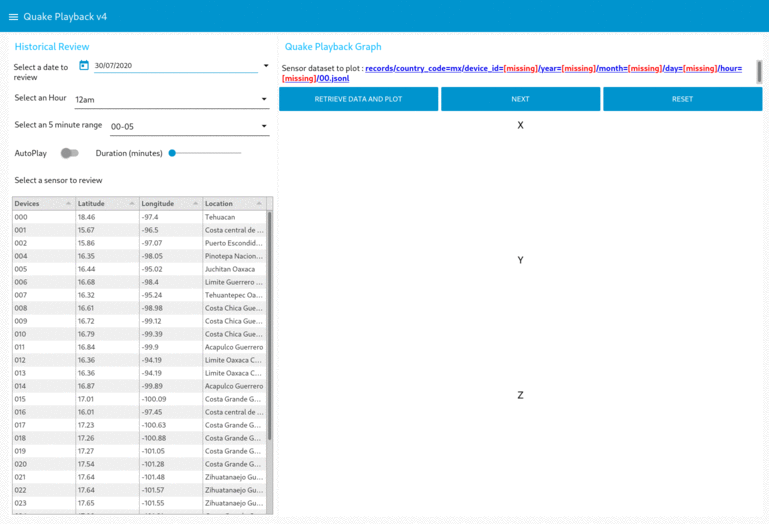 Quake Playback v4
Historical Review
Select a date to review
30/07/2020
Select an Hour
12am
Select an 5 minute range
00-05
AutoPlay
Duration (minutes)
Select a sensor to review
Devices Latitude Longitude Location
000 18.46 -97.4 Tehuacan
001 15.67 -96.5 Costa central de ...
002 15.86 -97.07 Puerto Escondid...
004 16.35 -98.05 Pinotepa Nacion...
005 16.44 -95.02 Juchitan Oaxaca
006 16.68 -98.4 Limite Guerrero ...
007 16.32 -95.24 Tehuantepec Oa...
008 16.61 -98.98 Costa Chica Gue...
009 16.72 -99.12 Costa Chica Gue...
010 16.79 -99.39 Costa Chica Gue...
011 16.84 -99.9 Acapulco Guerrero
012 16.36 -94.19 Limite Oaxaca C...
013 16.36 -94.19 Limite Oaxaca C...
014 16.87 -99.89 Acapulco Guerrero
015 17.01 -100.09 Costa Grande G...
016 16.01 -97.45 Costa central de ...
017 17.23 -100.63 Costa Grande G...
018 17.26 -100.88 Costa Grande G...
019 17.27 -101.05 Costa Grande G...
020 17.54 -101.28 Costa Grande G...
021 17.64 -101.48 Zihuatanaejo Gu...
022 17.64 -101.57 Zihuatanaejo Gu...
023 17.65 -101.55 Zihuatanaejo Gu...
Quake Playback Graph
Sensor dataset to plot : records/country_code=mx/device_id=[missing]/year=[missing]/month=[missing]/day=[missing]/hour=
[missing]/00.jsonl
RETRIEVE DATA AND PLOT
NEXT
RESET
X
Y
Z